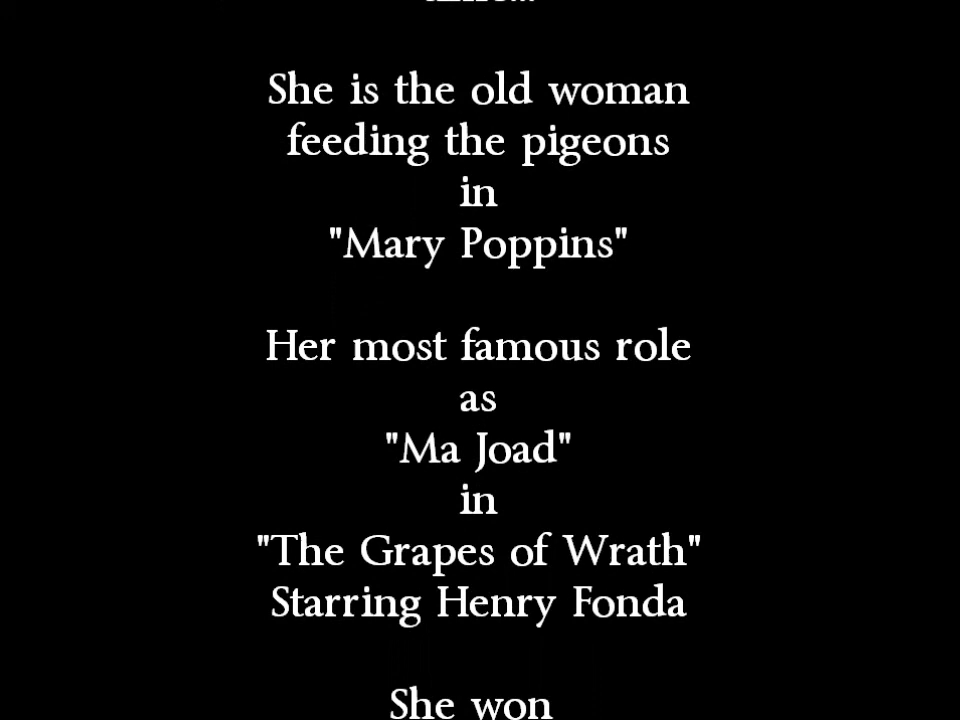 She is the old woman
feeding the pigeons
in
"Mary Poppins"
Her most famous role
as
"Ma Joad"
in
"The Grapes of Wrath"
Starring Henry Fonda
She won